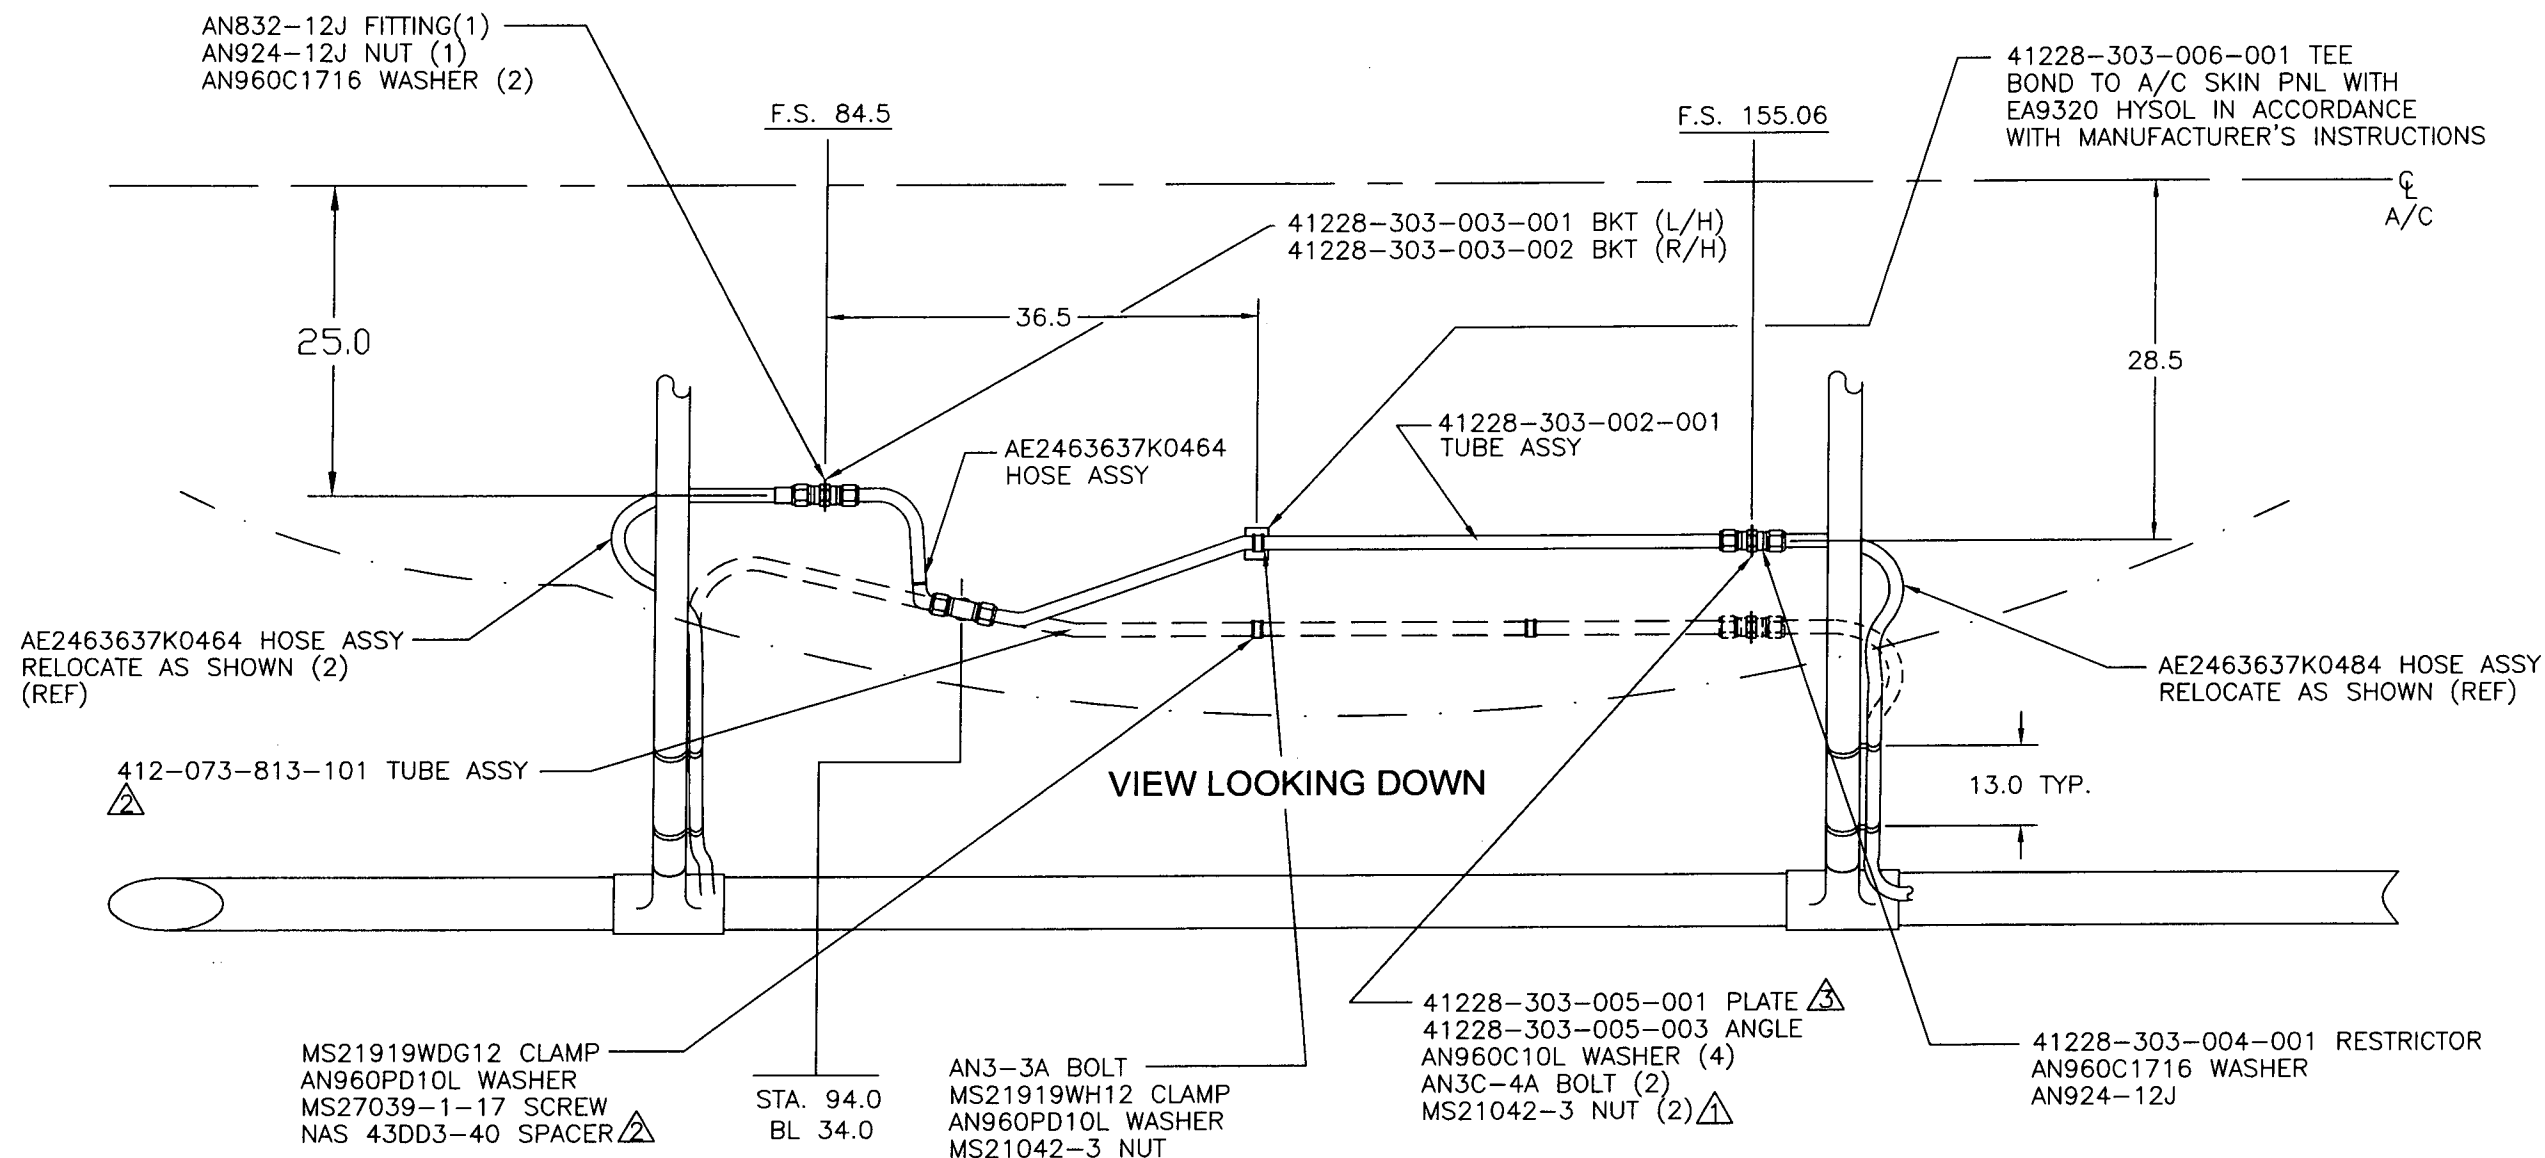 AN832-12J FITTING(1)
AN924-12J NUT (1)
AN960C1716 WASHER (2)
F.S. 84.5
F.S. 155.06
41228-303-006-001 TEE
BOND TO A/C SKIN PNL WITH
EA9320 HYSOL IN ACCORDANCE
WITH MANUFACTURER'S INSTRUCTIONS
℄
A/C
41228-303-003-001 BKT (L/H)
41228-303-003-002 BKT (R/H)
36.5
25.0
28.5
41228-303-002-001
TUBE ASSY
AE2463637K0464
HOSE ASSY
AE2463637K0464 HOSE ASSY
RELOCATE AS SHOWN (2)
(REF)
AE2463637K0484 HOSE ASSY
RELOCATE AS SHOWN (REF)
412-073-813-101 TUBE ASSY
2
VIEW LOOKING DOWN
13.0 TYP.
MS21919WDG12 CLAMP
AN960PD10L WASHER
MS27039-1-17 SCREW
NAS 43DD3-40 SPACER 2
STA. 94.0
BL 34.0
AN3-3A BOLT
MS21919WH12 CLAMP
AN960PD10L WASHER
MS21042-3 NUT
41228-303-005-001 PLATE 3
41228-303-005-003 ANGLE
AN960C10L WASHER (4)
AN3C-4A BOLT (2)
MS21042-3 NUT (2) 1
41228-303-004-001 RESTRICTOR
AN960C1716 WASHER
AN924-12J